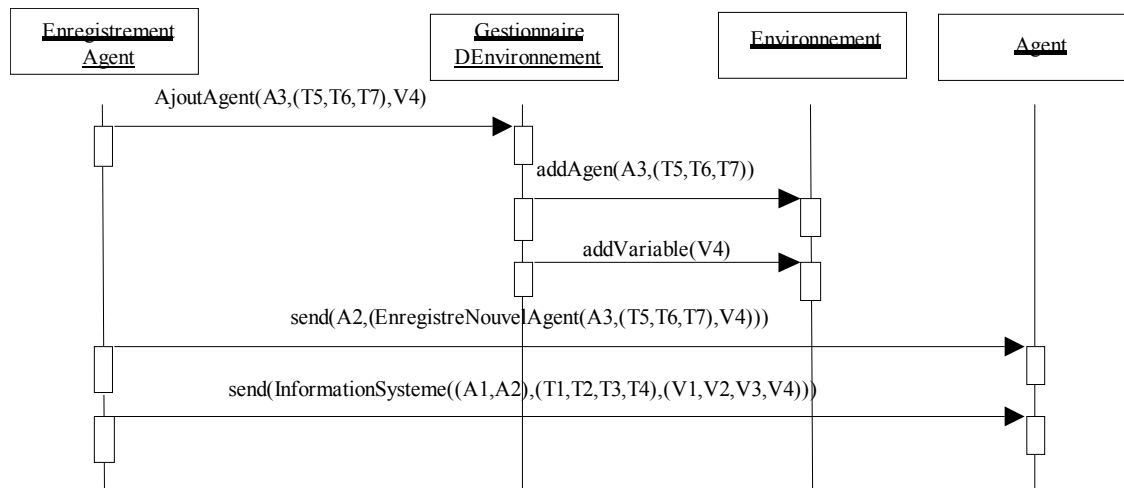 Enregistrement
Agent
Gestionnaire
DEnvironnement
Environnement
Agent
AjoutAgent(A3,(T5,T6,T7),V4)
addAgen(A3,(T5,T6,T7))
addVariable(V4)
send(A2,(EnregistreNouvelAgent(A3,(T5,T6,T7),V4)))
send(InformationSysteme((A1,A2),(T1,T2,T3,T4),(V1,V2,V3,V4)))